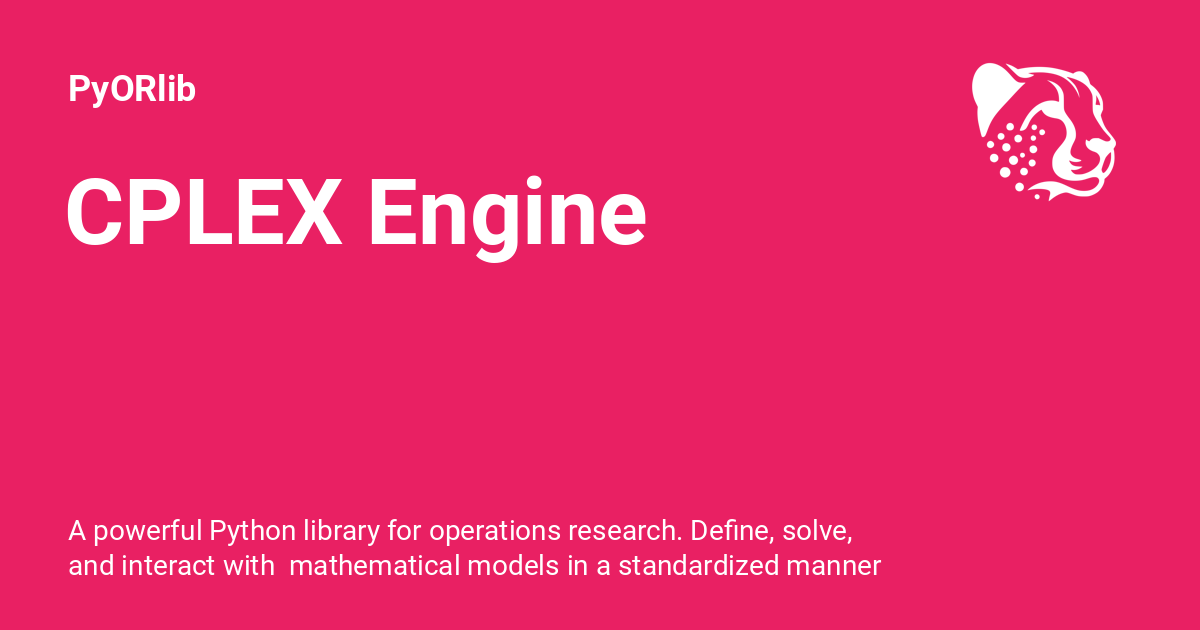 PyORlib
CPLEX Engine
A powerful Python library for operations research. Define, solve,
and interact with  mathematical models in a standardized manner